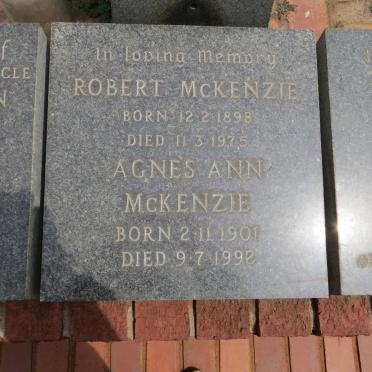 In loving Memory
ROBERT McKENZIE
BORN 12·2·1898
DIED 11·3·1975
AGNES ANN
McKENZIE
BORN 2·11·1901
DIED 9·7·1992